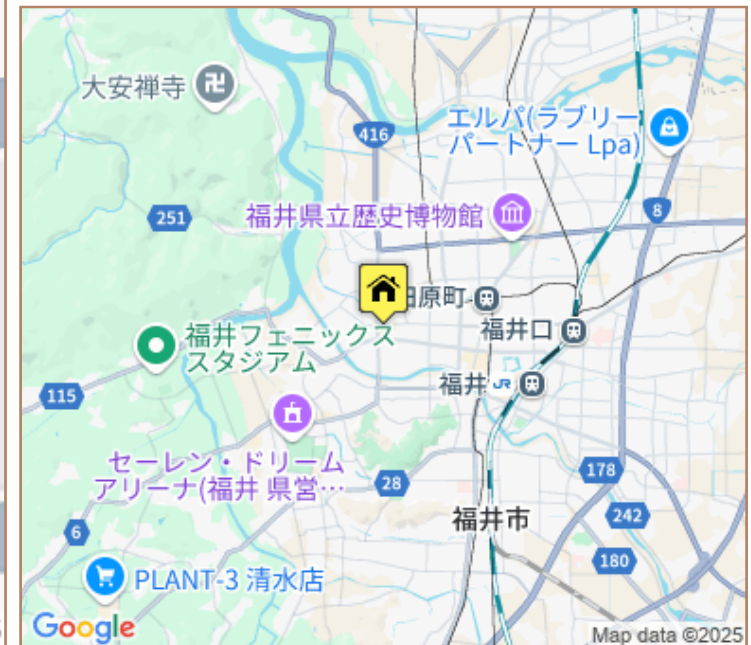 大安禅寺
416
エルパ(ラブリー
パートナー Lpa)
251
福井県立歴史博物館
8
田原町
福井フェニックス
スタジアム
福井口
115
福井 JR
セーレン・ドリーム
アリーナ(福井 県営…
28
178
福井市
242
6
180
PLANT-3 清水店
Google
Map data ©2025